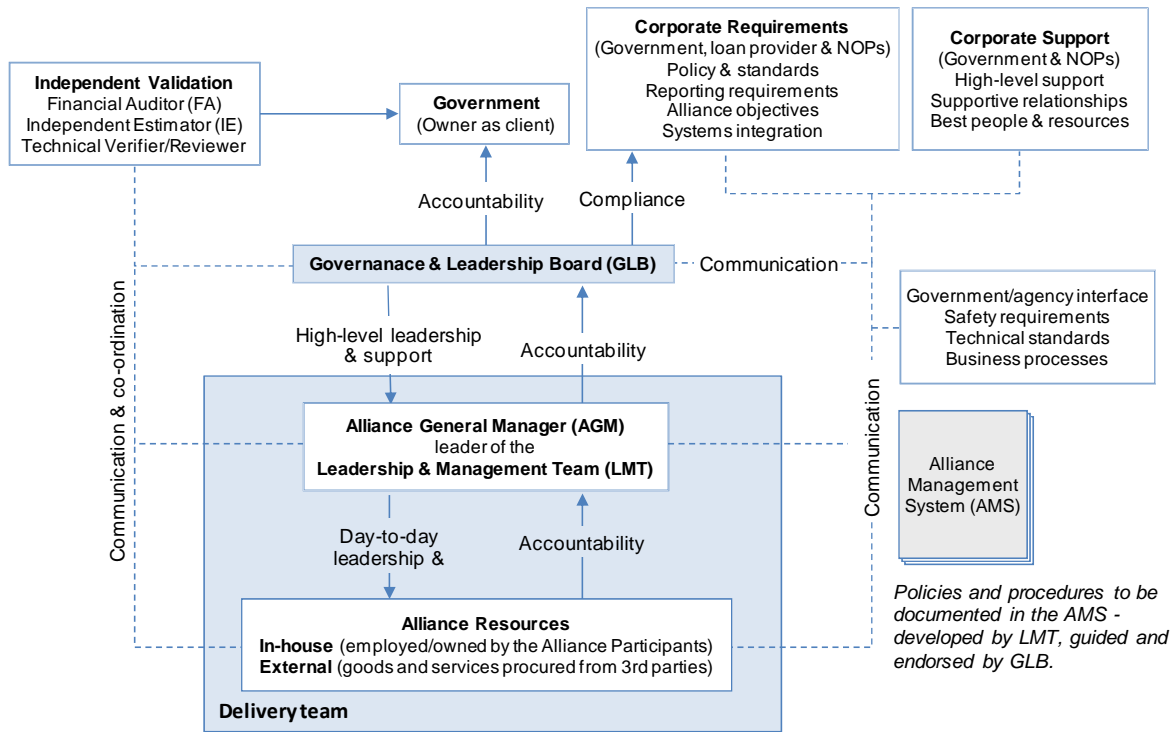 Independent Validation
Financial Auditor (FA)
Independent Estimator (IE)
Technical Verifier/Reviewer
Government
(Owner as client)
Corporate Requirements
(Government, loan provider & NOPs)
Policy & standards
Reporting requirements
Alliance objectives
Systems integration
Corporate Support
(Government & NOPs)
High-level support
Supportive relationships
Best people & resources
Accountability
Compliance
Governanace & Leadership Board (GLB)
Communication
Communication & co-ordination
High-level leadership
& support
Accountability
Government/agency interface
Safety requirements
Technical standards
Business processes
Alliance General Manager (AGM)
leader of the
Leadership & Management Team (LMT)
Communication
Alliance
Management
System (AMS)
Day-to-day
leadership &
Accountability
Policies and procedures to be
documented in the AMS -
developed by LMT, guided and
endorsed by GLB.
Alliance Resources
In-house (employed/owned by the Alliance Participants)
External (goods and services procured from 3rd parties)
Delivery team